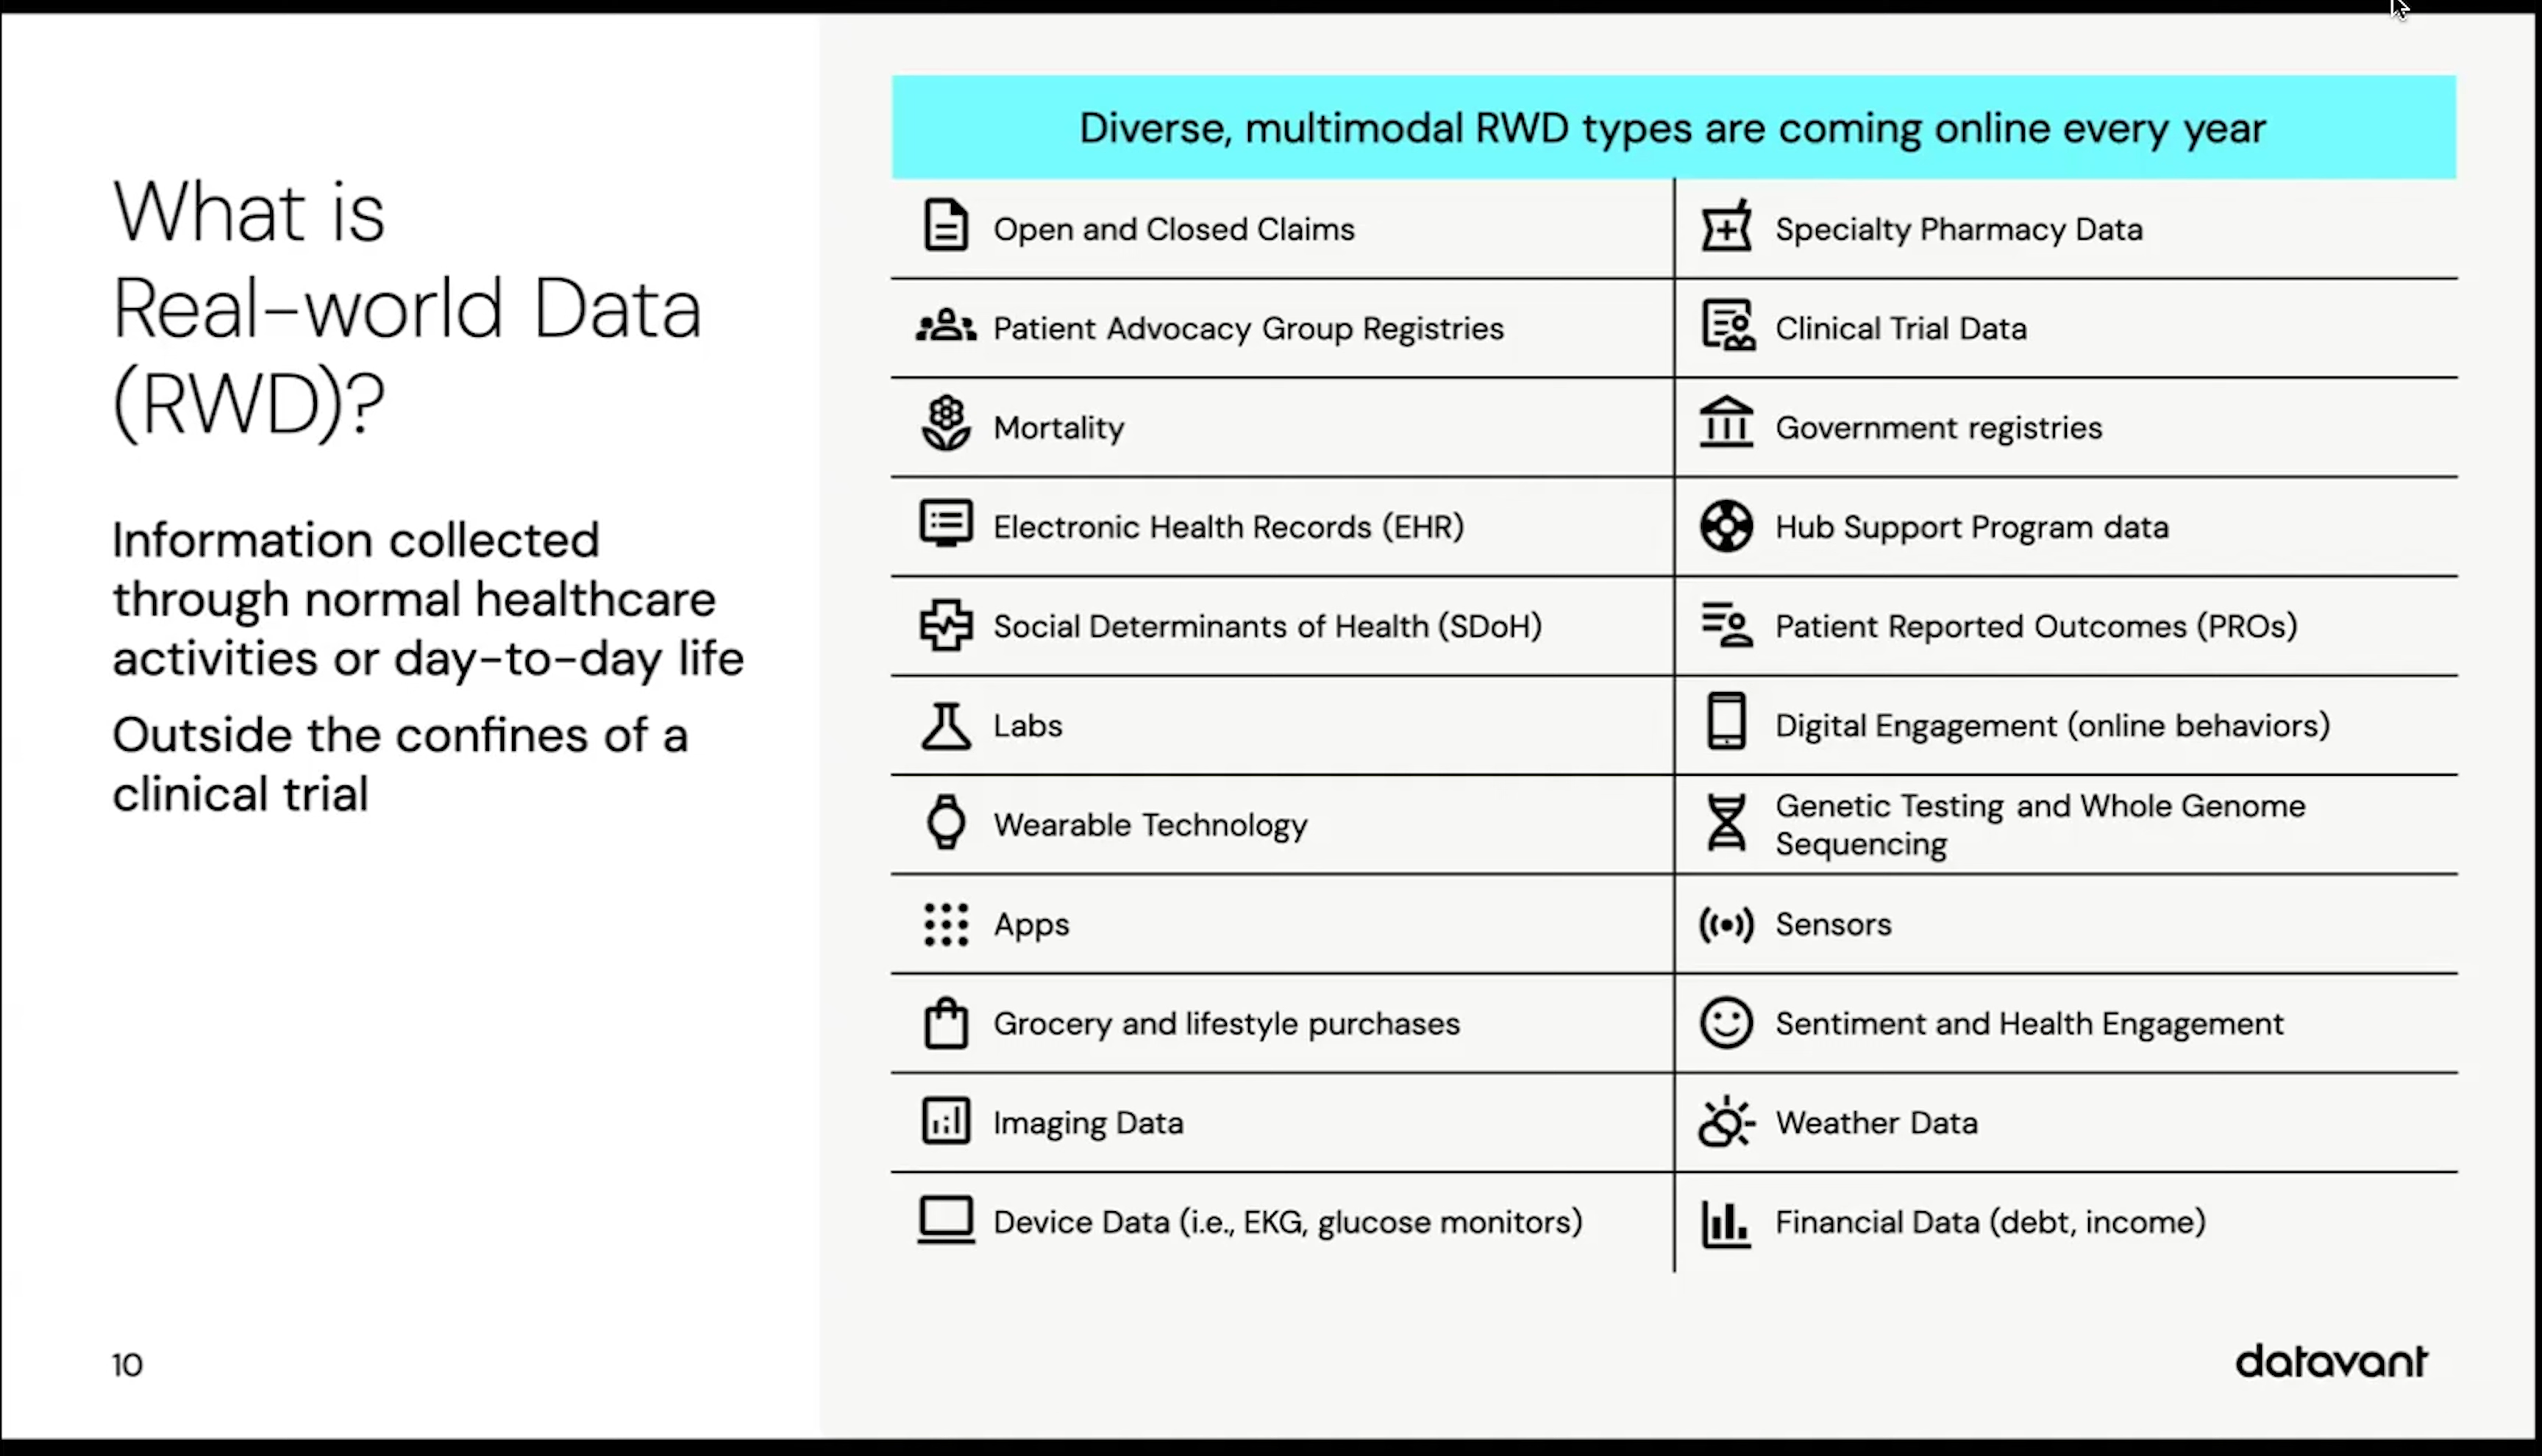 What is
Real-world Data
(RWD)?
Information collected
through normal healthcare
activities or day-to-day life
Outside the confines of a
clinical trial
Diverse, multimodal RWD types are coming online every year
Open and Closed Claims
Specialty Pharmacy Data
Patient Advocacy Group Registries
Clinical Trial Data
Mortality
Government registries
Electronic Health Records (EHR)
Hub Support Program data
Social Determinants of Health (SDoH)
Patient Reported Outcomes (PROs)
Labs
Digital Engagement (online behaviors)
Wearable Technology
Genetic Testing and Whole Genome
Sequencing
Apps
Sensors
Grocery and lifestyle purchases
Sentiment and Health Engagement
Imaging Data
Weather Data
Device Data (i.e., EKG, glucose monitors)
Financial Data (debt, income)
10
datavant